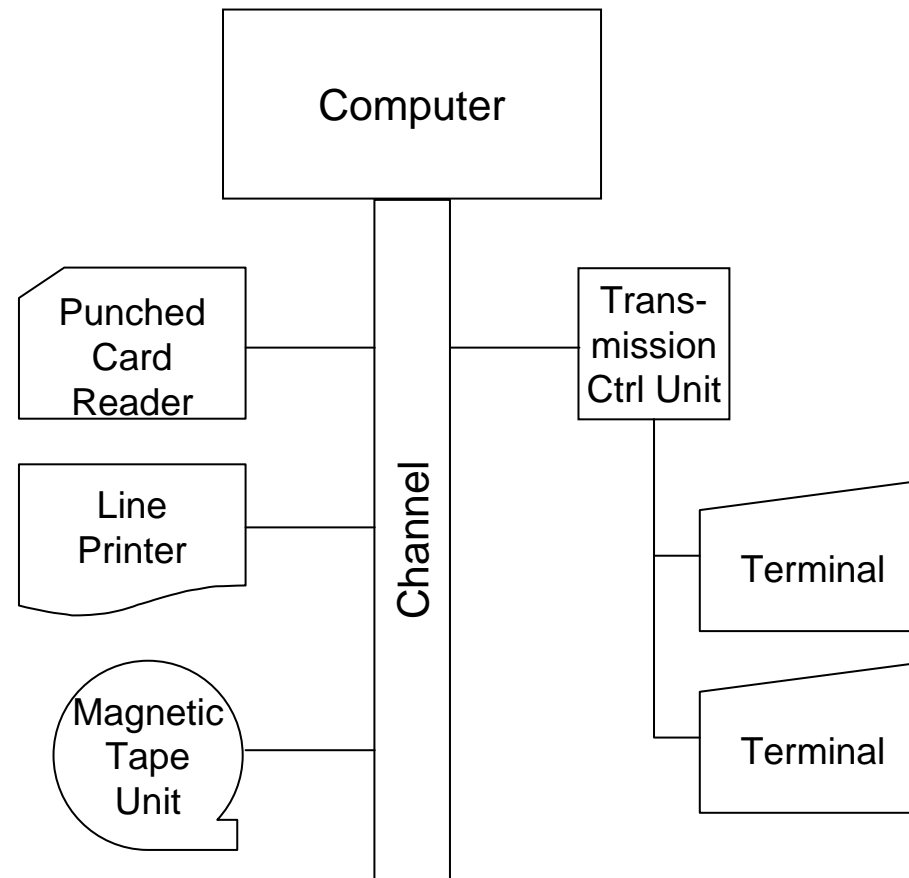 Computer
Punched
Card
Reader
Trans-
mission
Ctrl Unit
Line
Printer
Channel
Terminal
Magnetic
Tape
Unit
Terminal